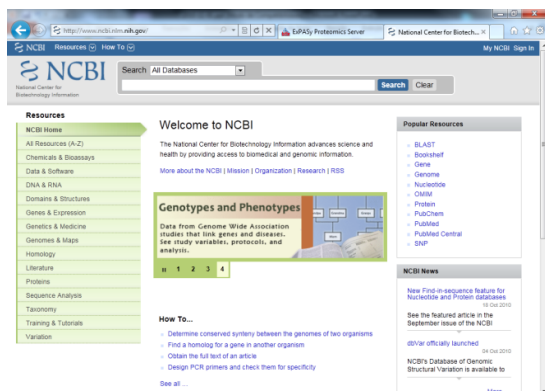 http://www.ncbi.nlm.nih.gov/
ExPASy Proteomics Server
National Center for Biotech...
NCBI Resources How To
My NCBI Sign In
NCBI
National Center for
Biotechnology Information
Search All Databases
Search Clear
Resources
NCBI Home
All Resources (A-Z)
Chemicals & Bioassays
Data & Software
DNA & RNA
Domains & Structures
Genes & Expression
Genetics & Medicine
Genomes & Maps
Homology
Literature
Proteins
Sequence Analysis
Taxonomy
Training & Tutorials
Variation
Welcome to NCBI
The National Center for Biotechnology Information advances science and
health by providing access to biomedical and genomic information.
More about the NCBI | Mission | Organization | Research | RSS
Genotypes and Phenotypes
Data from Genome Wide Association
studies that link genes and diseases.
See study variables, protocols, and
analysis.
1 2 3 4
How To...
Determine conserved synteny between the genomes of two organisms
Find a homolog for a gene in another organism
Obtain the full text of an article
Design PCR primers and check them for specificity
See all ...
Popular Resources
BLAST
Bookshelf
Gene
Genome
Nucleotide
OMIM
Protein
PubChem
PubMed
PubMed Central
SNP
NCBI News
New Find-in-sequence feature for
Nucleotide and Protein databases
18 Oct 2010
See the featured article in the
September issue of the NCBI
dbVar officially launched
04 Oct 2010
NCBI's Database of Genomic
Structural Variation is available to